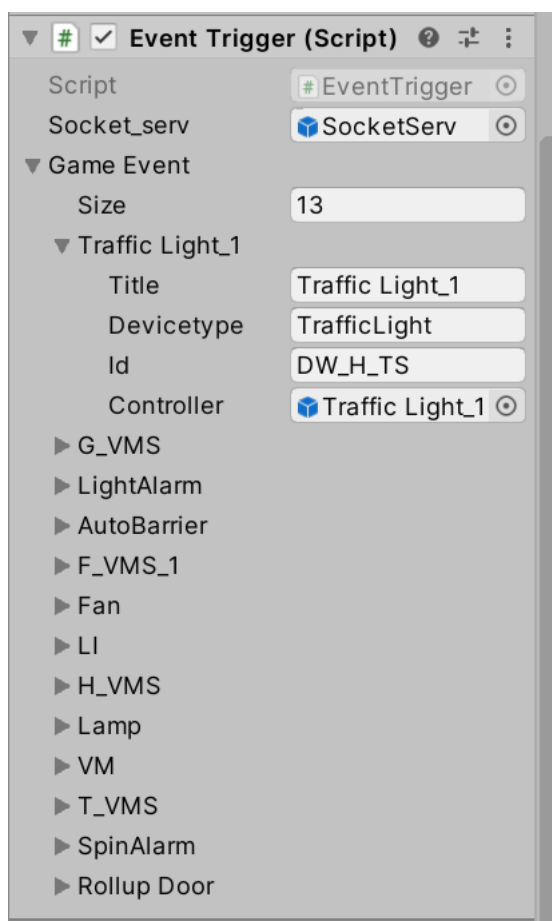 Event Trigger (Script)
Script # EventTrigger
Socket_serv SocketServ
Game Event
Size 13
Traffic Light_1
Title Traffic Light_1
Devicetype TrafficLight
Id DW_H_TS
Controller Traffic Light_1
G_VMS
LightAlarm
AutoBarrier
F_VMS_1
Fan
LI
H_VMS
Lamp
VM
T_VMS
SpinAlarm
Rollup Door